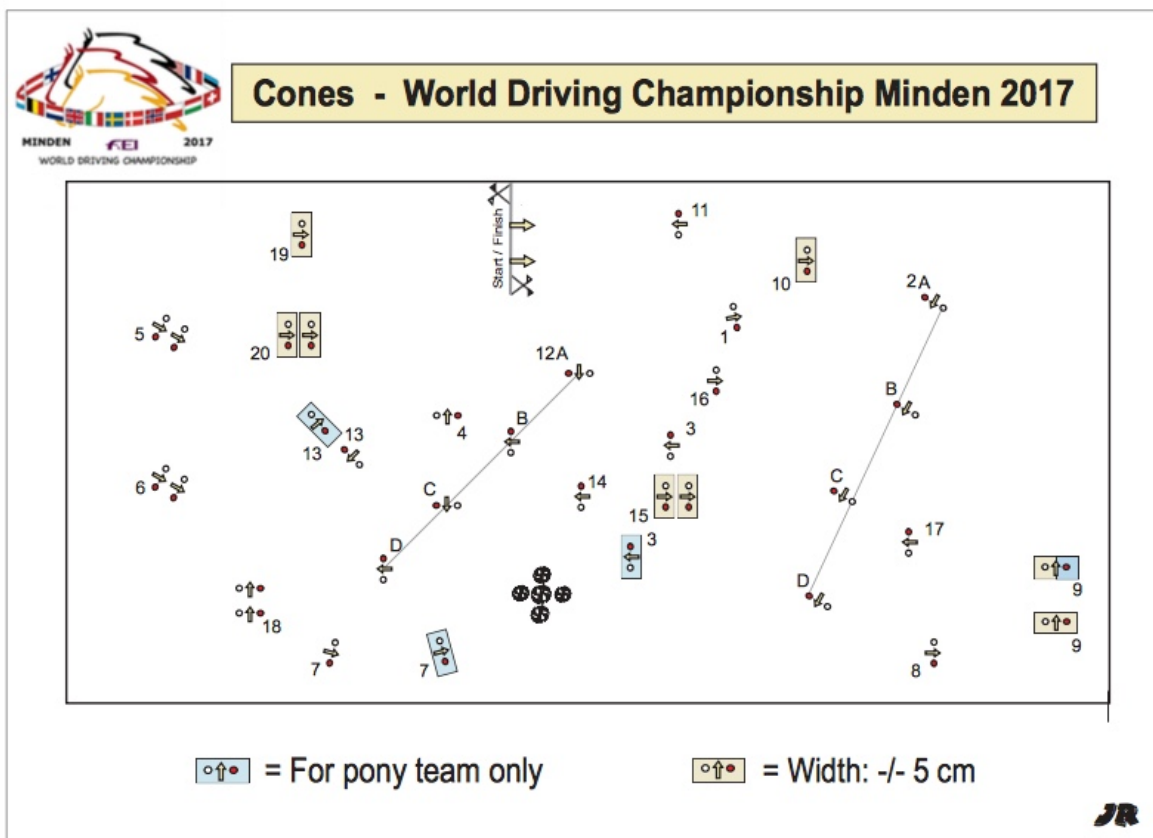 Cones - World Driving Championship Minden 2017
MINDEN FEI 2017
WORLD DRIVING CHAMPIONSHIP
Start / Finish
11
19
10
2A
5
20
1
12A
16
B
B
13
4
3
13
C
14
C
6
15
D
3
17
D
9
18
9
7
7
8
= For pony team only
= Width: -/- 5 cm
JR